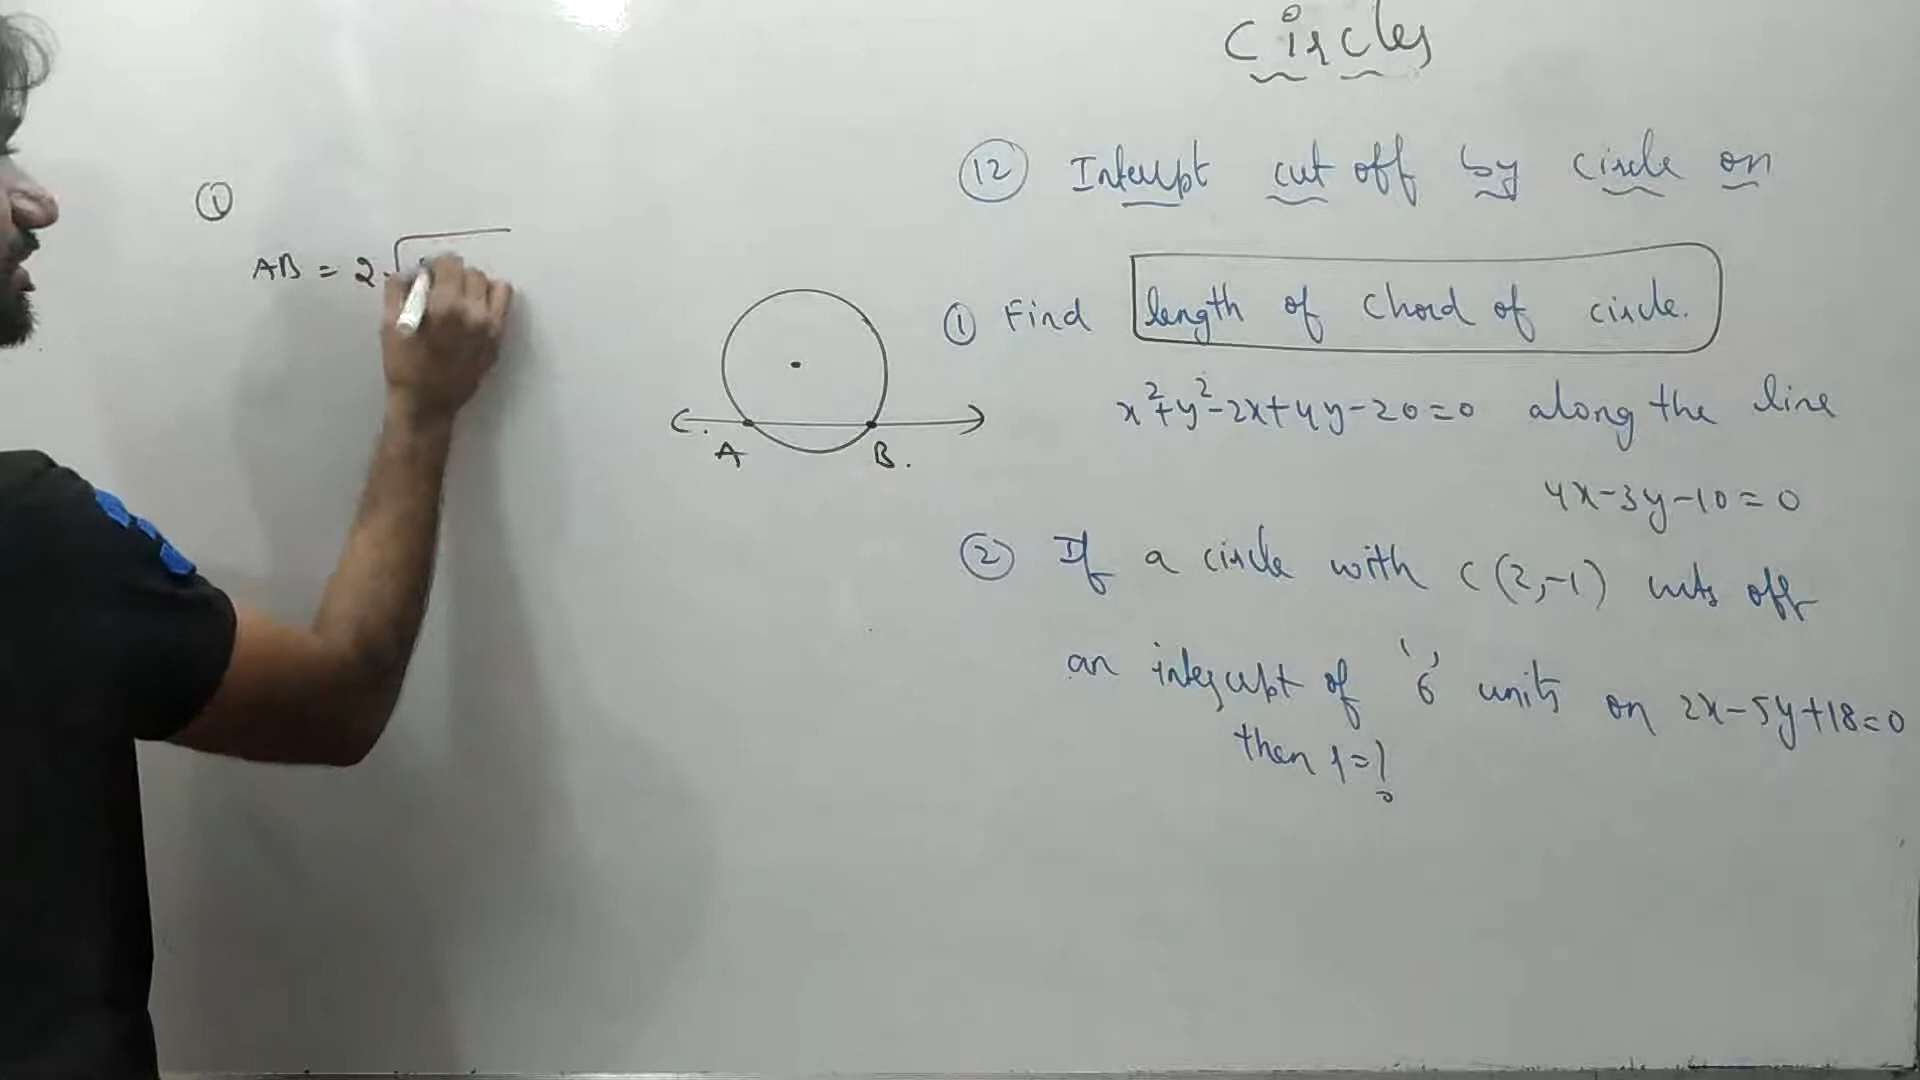 Circles
12 Intercept cut off by circle on
1 Find length of chord of circle.
x²+y²-2x+4y-20=0 along the line
4x-3y-10=0
2 If a circle with C(2,-1) cuts off
an intercept of '6' units on 2x-5y+18=0
then r=?
1
AB = 2√
A B.